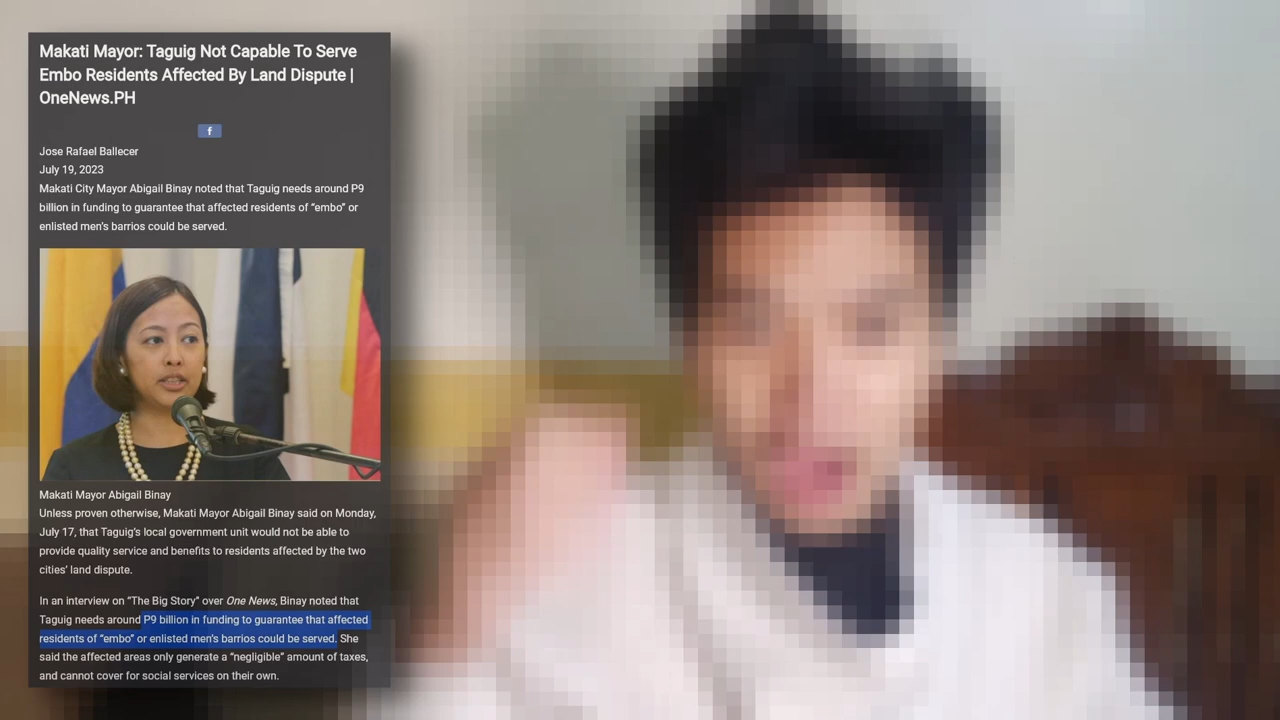 Makati Mayor: Taguig Not Capable To Serve
Embo Residents Affected By Land Dispute |
OneNews.PH
f
Jose Rafael Ballecer
July 19, 2023
Makati City Mayor Abigail Binay noted that Taguig needs around P9
billion in funding to guarantee that affected residents of “embo” or
enlisted men’s barrios could be served.
Makati Mayor Abigail Binay
Unless proven otherwise, Makati Mayor Abigail Binay said on Monday,
July 17, that Taguig’s local government unit would not be able to
provide quality service and benefits to residents affected by the two
cities’ land dispute.
In an interview on “The Big Story” over One News, Binay noted that
Taguig needs around P9 billion in funding to guarantee that affected
residents of “embo” or enlisted men’s barrios could be served. She
said the affected areas only generate a “negligible” amount of taxes,
and cannot cover for social services on their own.